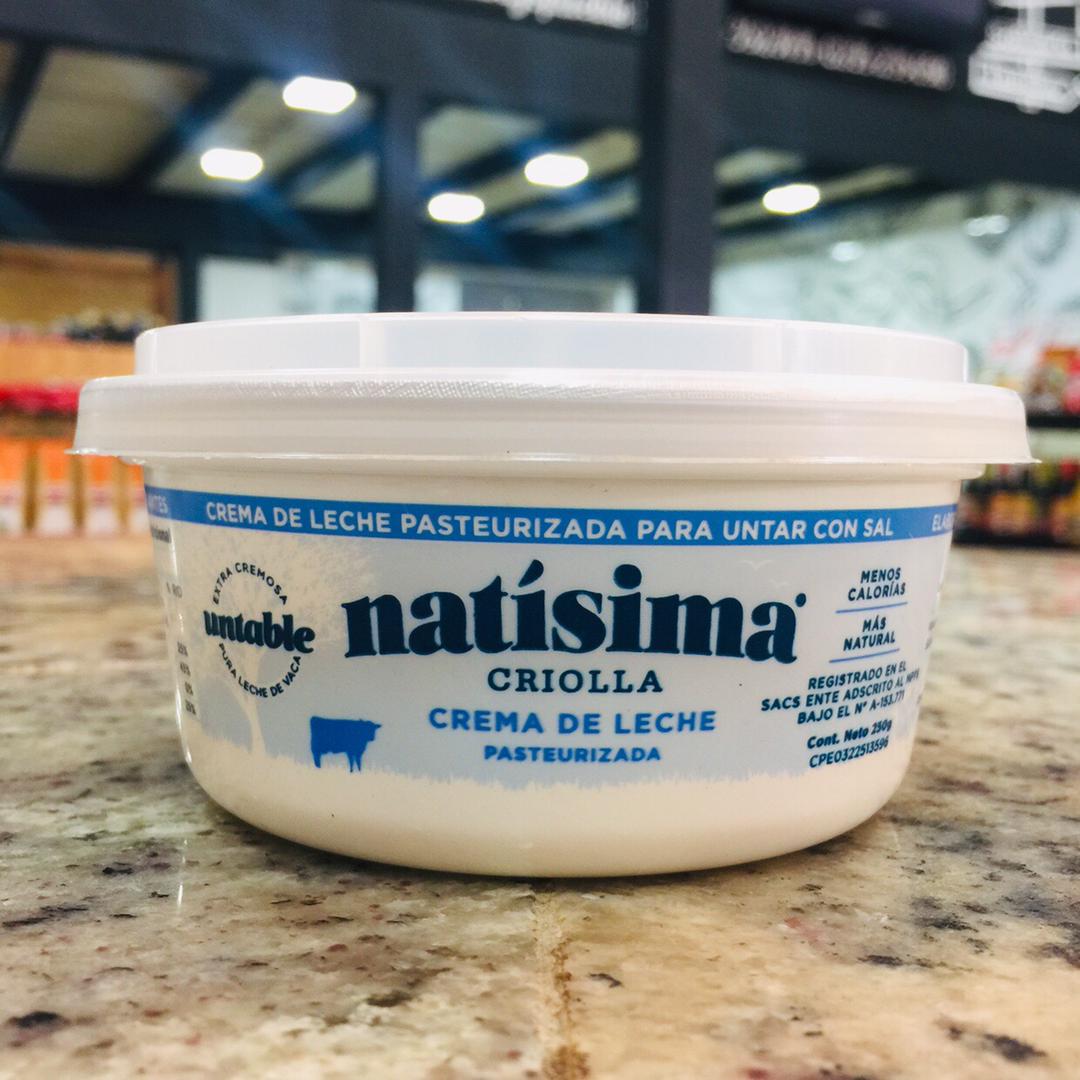 CREMA DE LECHE PASTEURIZADA PARA UNTAR CON SAL
EXTRA CREMOSA
untable
PURA LECHE DE VACA
natísima
CRIOLLA
CREMA DE LECHE
PASTEURIZADA
MENOS
CALORÍAS
MÁS
NATURAL
REGISTRADO EN EL
SACS ENTE ADSCRITO AL MPPS
BAJO EL Nº A-153.771
Cont. Neto 250g
CPE0322513596